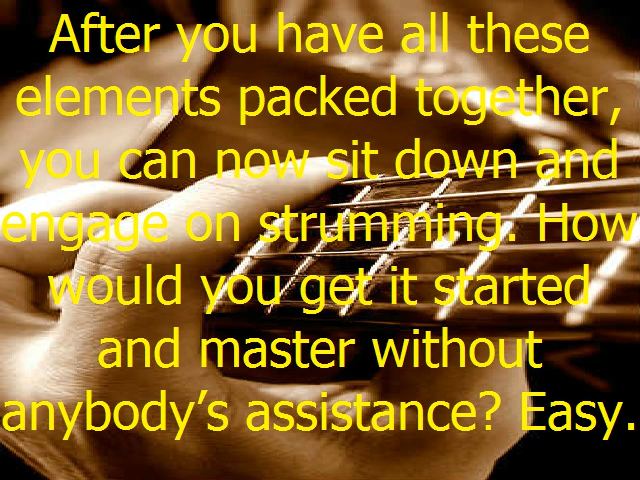 After you have all these
elements packed together,
you can now sit down and
engage on strumming. How
would you get it started
and master without
anybody’s assistance? Easy.